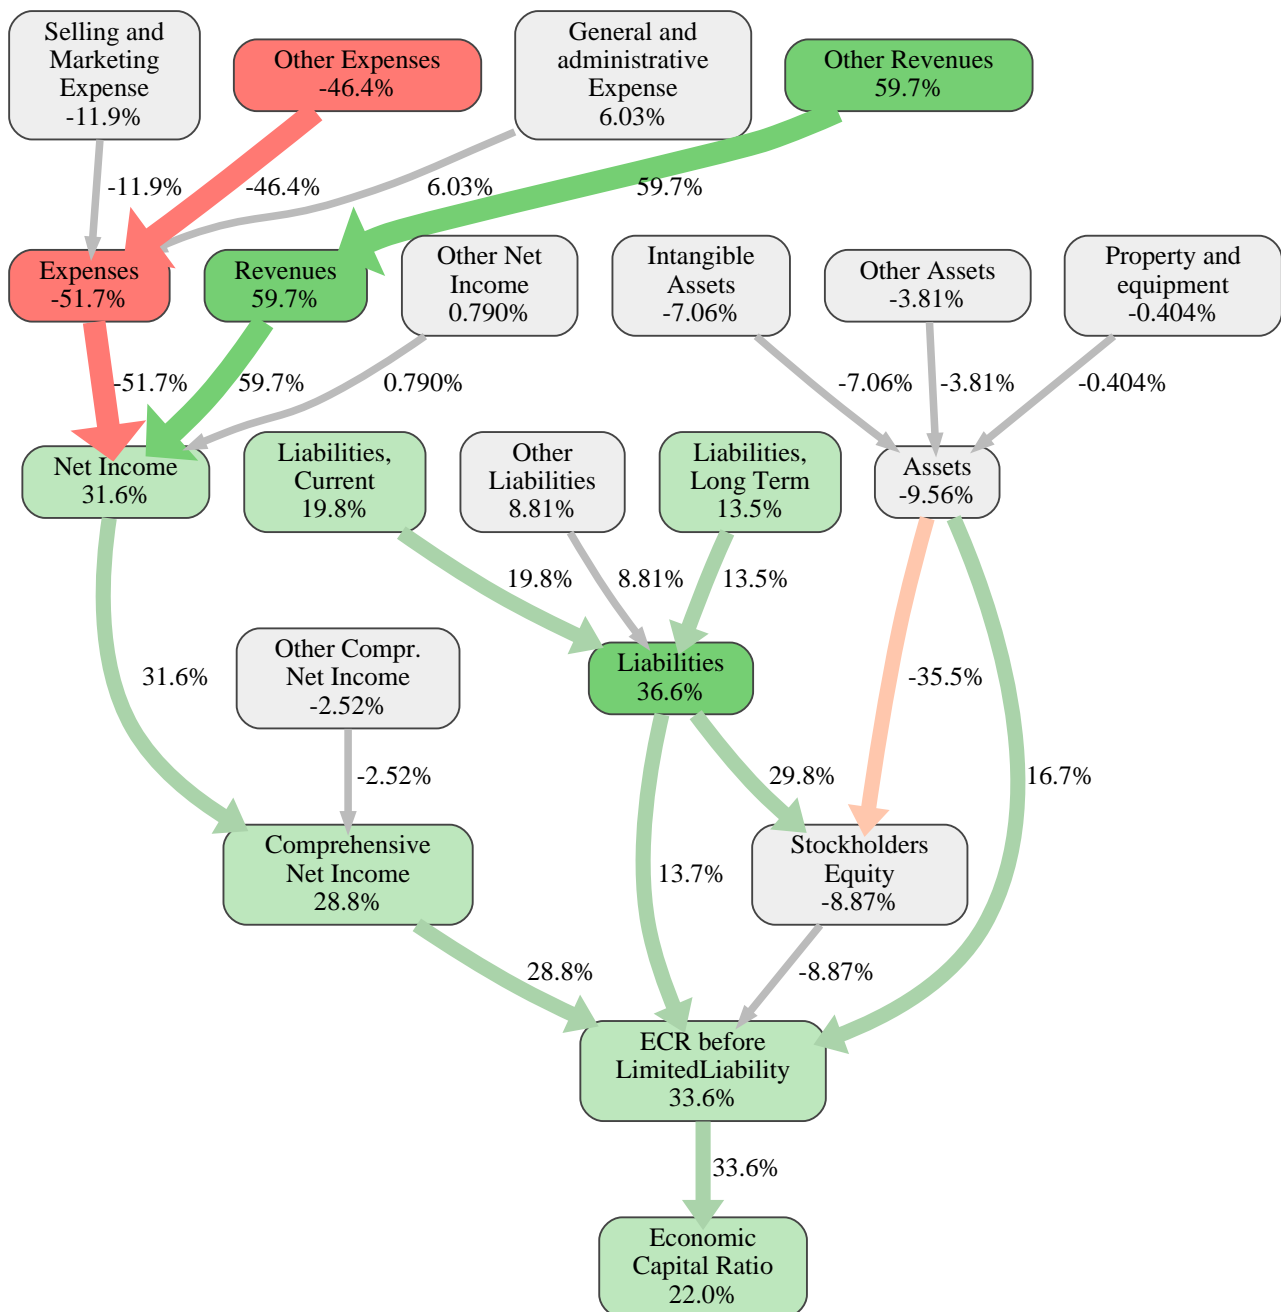 Selling and
Marketing
Expense
-11.9%
Other Expenses
-46.4%
General and
administrative
Expense
6.03%
Other Revenues
59.7%
-11.9%
-46.4%
6.03%
59.7%
Expenses
-51.7%
Revenues
59.7%
Other Net
Income
0.790%
Intangible
Assets
-7.06%
Other Assets
-3.81%
Property and
equipment
-0.404%
-51.7%
59.7%
0.790%
-7.06%
-3.81%
-0.404%
Net Income
31.6%
Liabilities,
Current
19.8%
Other
Liabilities
8.81%
Liabilities,
Long Term
13.5%
Assets
-9.56%
19.8%
8.81%
13.5%
31.6%
Other Compr.
Net Income
-2.52%
Liabilities
36.6%
-35.5%
-2.52%
29.8%
16.7%
Comprehensive
Net Income
28.8%
13.7%
Stockholders
Equity
-8.87%
28.8%
-8.87%
ECR before
LimitedLiability
33.6%
33.6%
Economic
Capital Ratio
22.0%